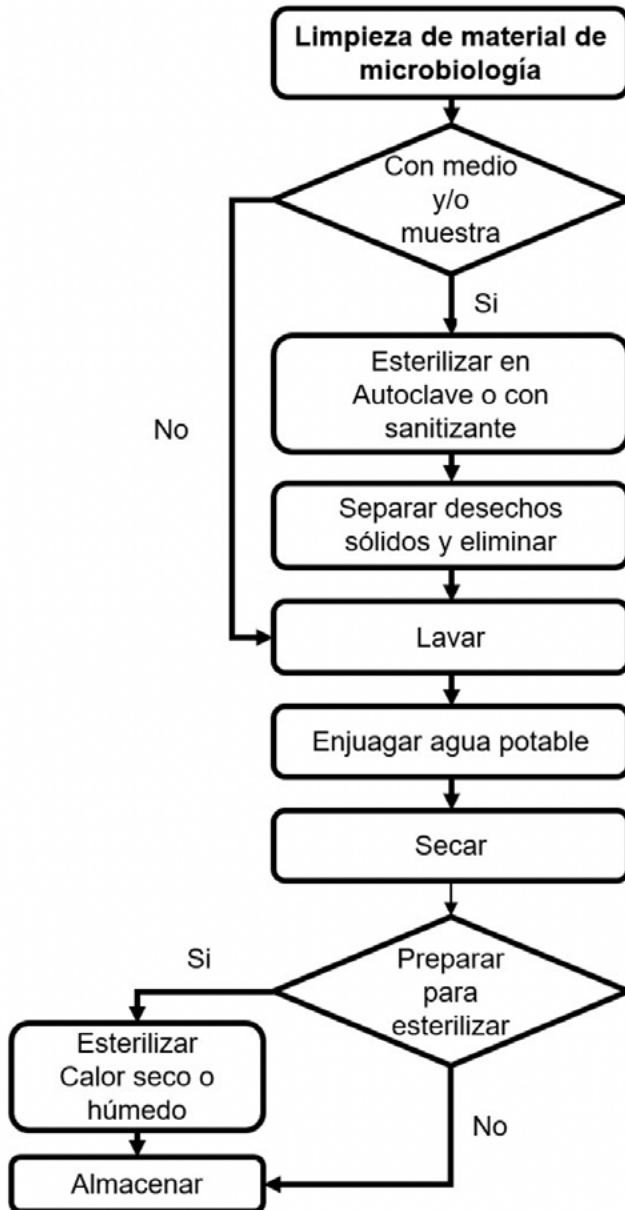 Limpieza de material de
microbiología
Con medio
y/o
muestra
Si
Esterilizar en
Autoclave o con
sanitizante
No
Separar desechos
sólidos y eliminar
Lavar
Enjuagar agua potable
Secar
Si
Preparar
para
esterilizar
Esterilizar
Calor seco o
húmedo
No
Almacenar